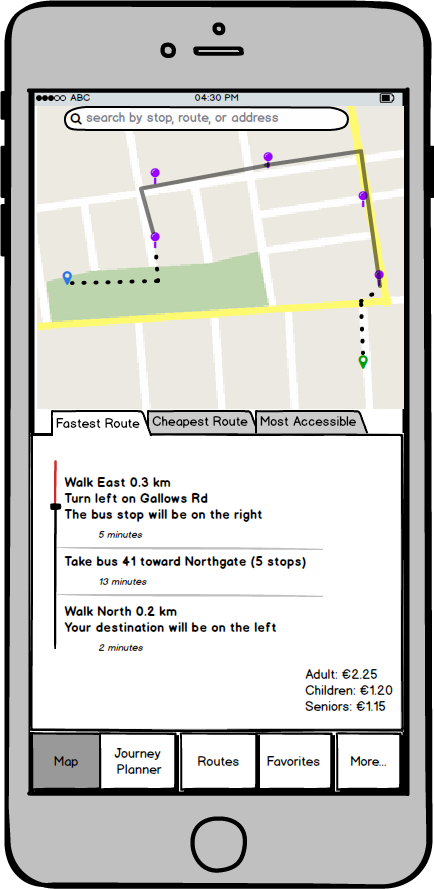 ABC 04:30 PM
search by stop, route, or address
Fastest Route Cheapest Route Most Accessible
Walk East 0.3 km
Turn left on Gallows Rd
The bus stop will be on the right
5 minutes
Take bus 41 toward Northgate (5 stops)
13 minutes
Walk North 0.2 km
Your destination will be on the left
2 minutes
Adult: €2.25
Children: €1.20
Seniors: €1.15
Map Journey Planner Routes Favorites More...